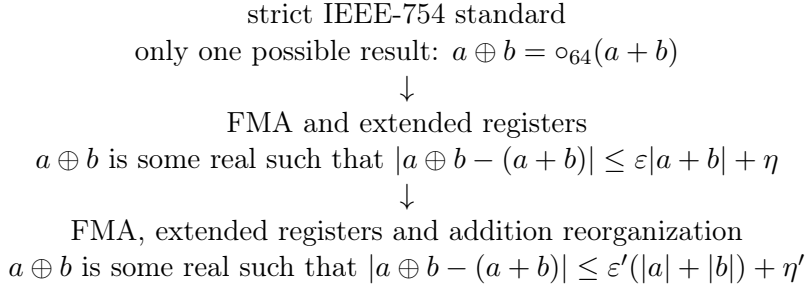 strict IEEE-754 standard
only one possible result: a ⊕ b = ∘₆₄(a + b)
↓
FMA and extended registers
a ⊕ b is some real such that |a ⊕ b − (a + b)| ≤ ε|a + b| + η
↓
FMA, extended registers and addition reorganization
a ⊕ b is some real such that |a ⊕ b − (a + b)| ≤ ε′(|a| + |b|) + η′